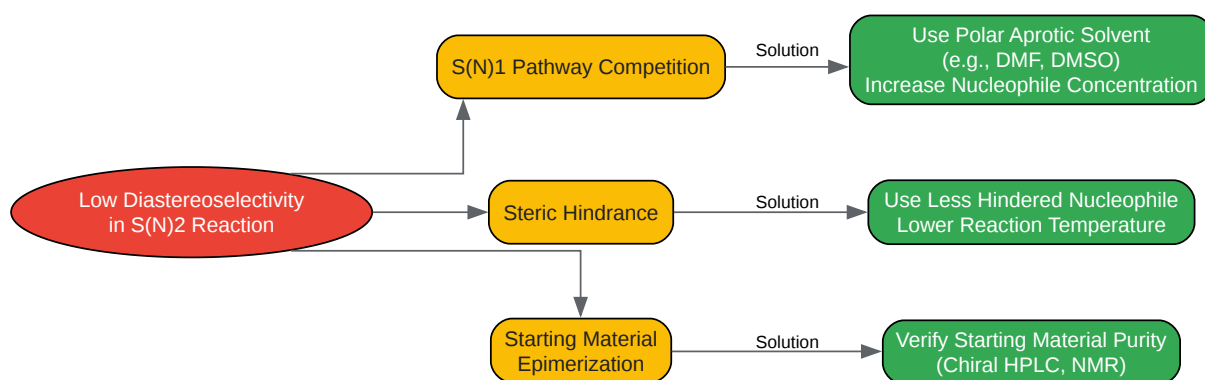 Low Diastereoselectivity
in S(N)2 Reaction
S(N)1 Pathway Competition
Solution
Use Polar Aprotic Solvent
(e.g., DMF, DMSO)
Increase Nucleophile Concentration
Steric Hindrance
Solution
Use Less Hindered Nucleophile
Lower Reaction Temperature
Starting Material
Epimerization
Solution
Verify Starting Material Purity
(Chiral HPLC, NMR)